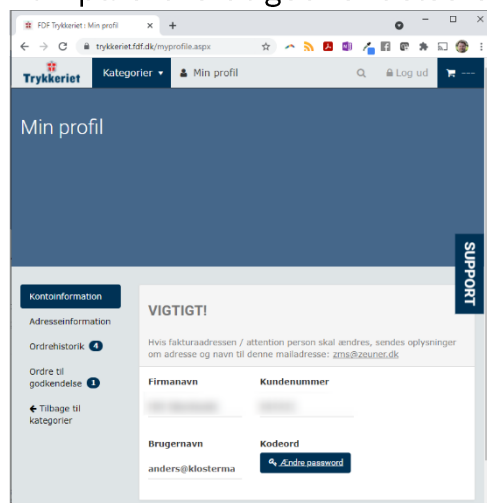 FDF Trykkeriet : Min profil
trykkeriet.fdf.dk/myprofile.aspx
Trykkeriet
Kategorier
Min profil
Log ud
---
Min profil
SUPPORT
Kontoinformation
Adresseinformation
Ordrehistorik 4
Ordre til
godkendelse 1
Tilbage til
kategorier
VIGTIGT!
Hvis fakturaadressen / attention person skal ændres, sendes oplysninger
om adresse og navn til denne mailadresse: zms@zeuner.dk
Firmanavn
Kundenummer
Brugernavn
Kodeord
anders@klosterma
Ændre password